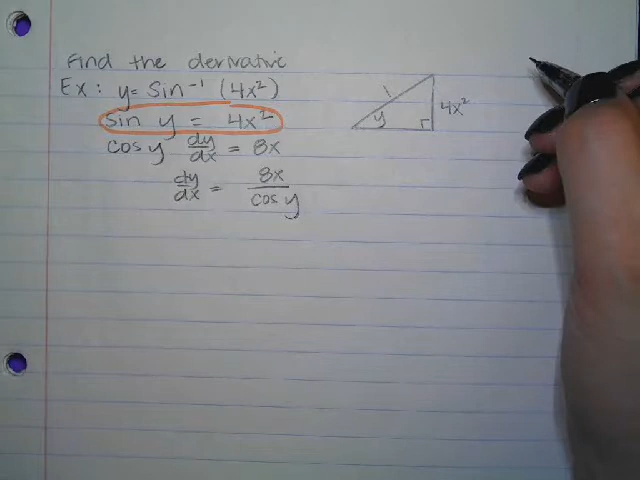 Find the derivative
Ex: y = sin⁻¹ (4x²)
sin y = 4x²
cos y dy/dx = 8x
dy/dx = 8x/cos y
1
y
4x²